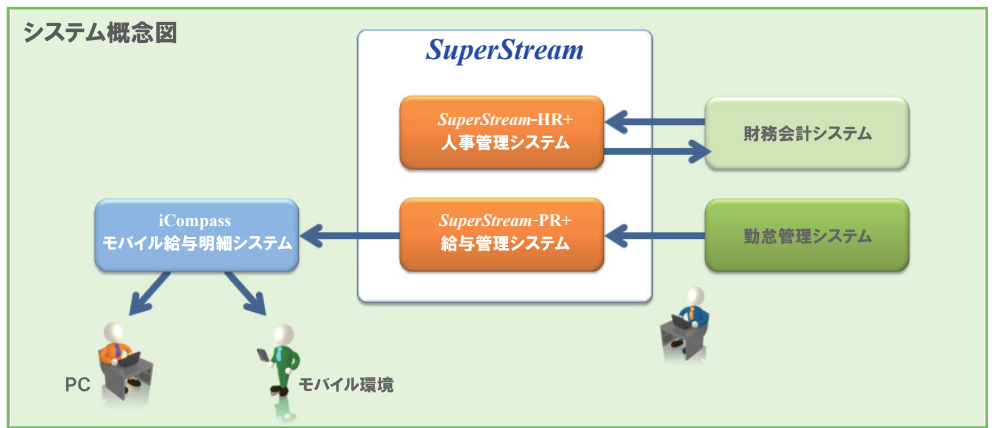 システム概念図
SuperStream
SuperStream-HR+
人事管理システム
財務会計システム
iCompass
モバイル給与明細システム
SuperStream-PR+
給与管理システム
勤怠管理システム
PC
モバイル環境